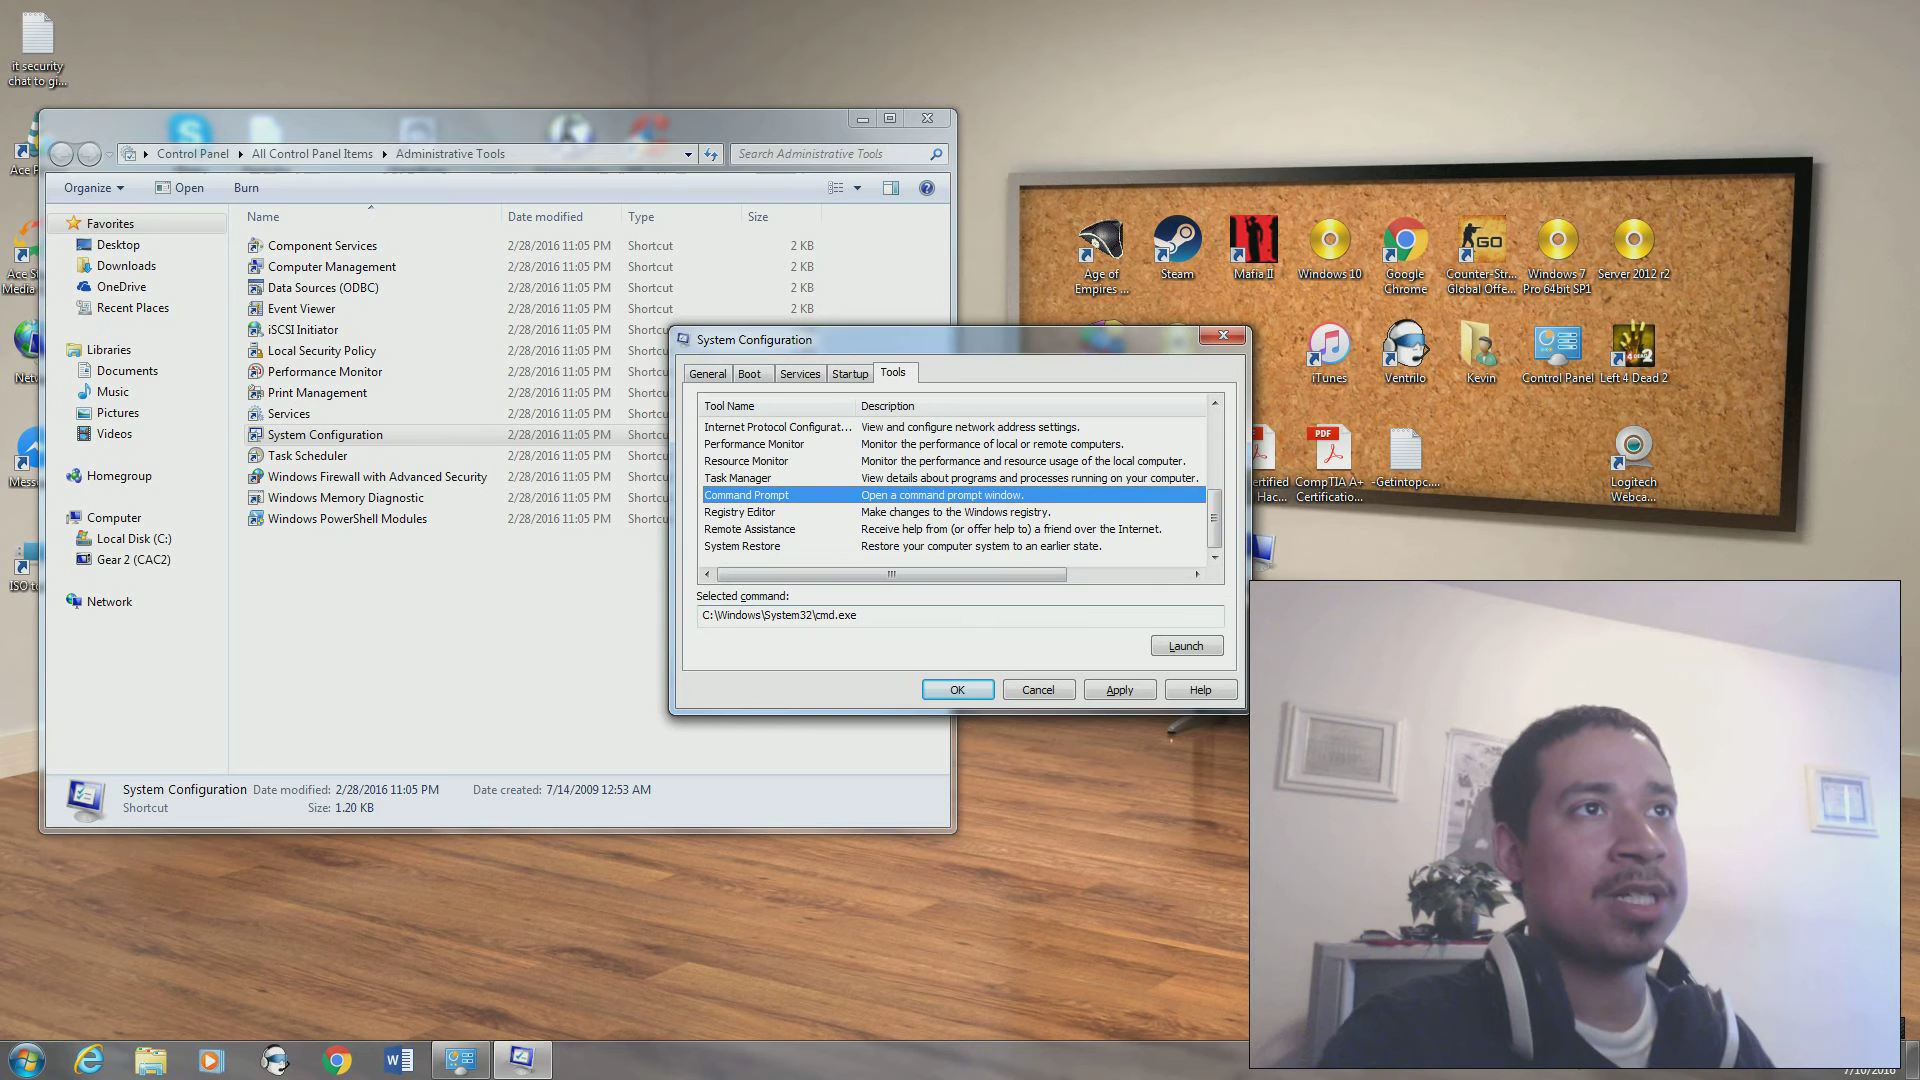 it security
chat to gi...
Control Panel
All Control Panel Items
Administrative Tools
Search Administrative Tools
Organize
Open
Burn
Name
Date modified
Type
Size
Favorites
Desktop
Downloads
OneDrive
Recent Places
Libraries
Documents
Music
Pictures
Videos
Homegroup
Computer
Local Disk (C:)
Gear 2 (CAC2)
Network
Component Services 2/28/2016 11:05 PM Shortcut 2 KB
Computer Management 2/28/2016 11:05 PM Shortcut 2 KB
Data Sources (ODBC) 2/28/2016 11:05 PM Shortcut 2 KB
Event Viewer 2/28/2016 11:05 PM Shortcut 2 KB
iSCSI Initiator 2/28/2016 11:05 PM Shortcu
Local Security Policy 2/28/2016 11:05 PM Shortcu
Performance Monitor 2/28/2016 11:05 PM Shortcu
Print Management 2/28/2016 11:05 PM Shortcu
Services 2/28/2016 11:05 PM Shortcu
System Configuration 2/28/2016 11:05 PM Shortcu
Task Scheduler 2/28/2016 11:05 PM Shortcu
Windows Firewall with Advanced Security 2/28/2016 11:05 PM Shortcu
Windows Memory Diagnostic 2/28/2016 11:05 PM Shortcu
Windows PowerShell Modules 2/28/2016 11:05 PM Shortcu
System Configuration Date modified: 2/28/2016 11:05 PM Date created: 7/14/2009 12:53 AM
Shortcut Size: 1.20 KB
System Configuration
General
Boot
Services
Startup
Tools
Tool Name Description
Internet Protocol Configurat... View and configure network address settings.
Performance Monitor Monitor the performance of local or remote computers.
Resource Monitor Monitor the performance and resource usage of the local computer.
Task Manager View details about programs and processes running on your computer.
Command Prompt Open a command prompt window.
Registry Editor Make changes to the Windows registry.
Remote Assistance Receive help from (or offer help to) a friend over the Internet.
System Restore Restore your computer system to an earlier state.
Selected command:
C:\Windows\System32\cmd.exe
Launch
OK
Cancel
Apply
Help
Age of
Empires ...
Steam
Mafia II
Windows 10
Google
Chrome
GO
Counter-Str...
Global Offe...
Windows 7
Pro 64bit SP1
Server 2012 r2
iTunes
Ventrilo
Kevin
Control Panel
Left 4 Dead 2
PDF
CompTIA A+
Certificatio...
-Getintopc....
Logitech
Webca...
7/10/2016